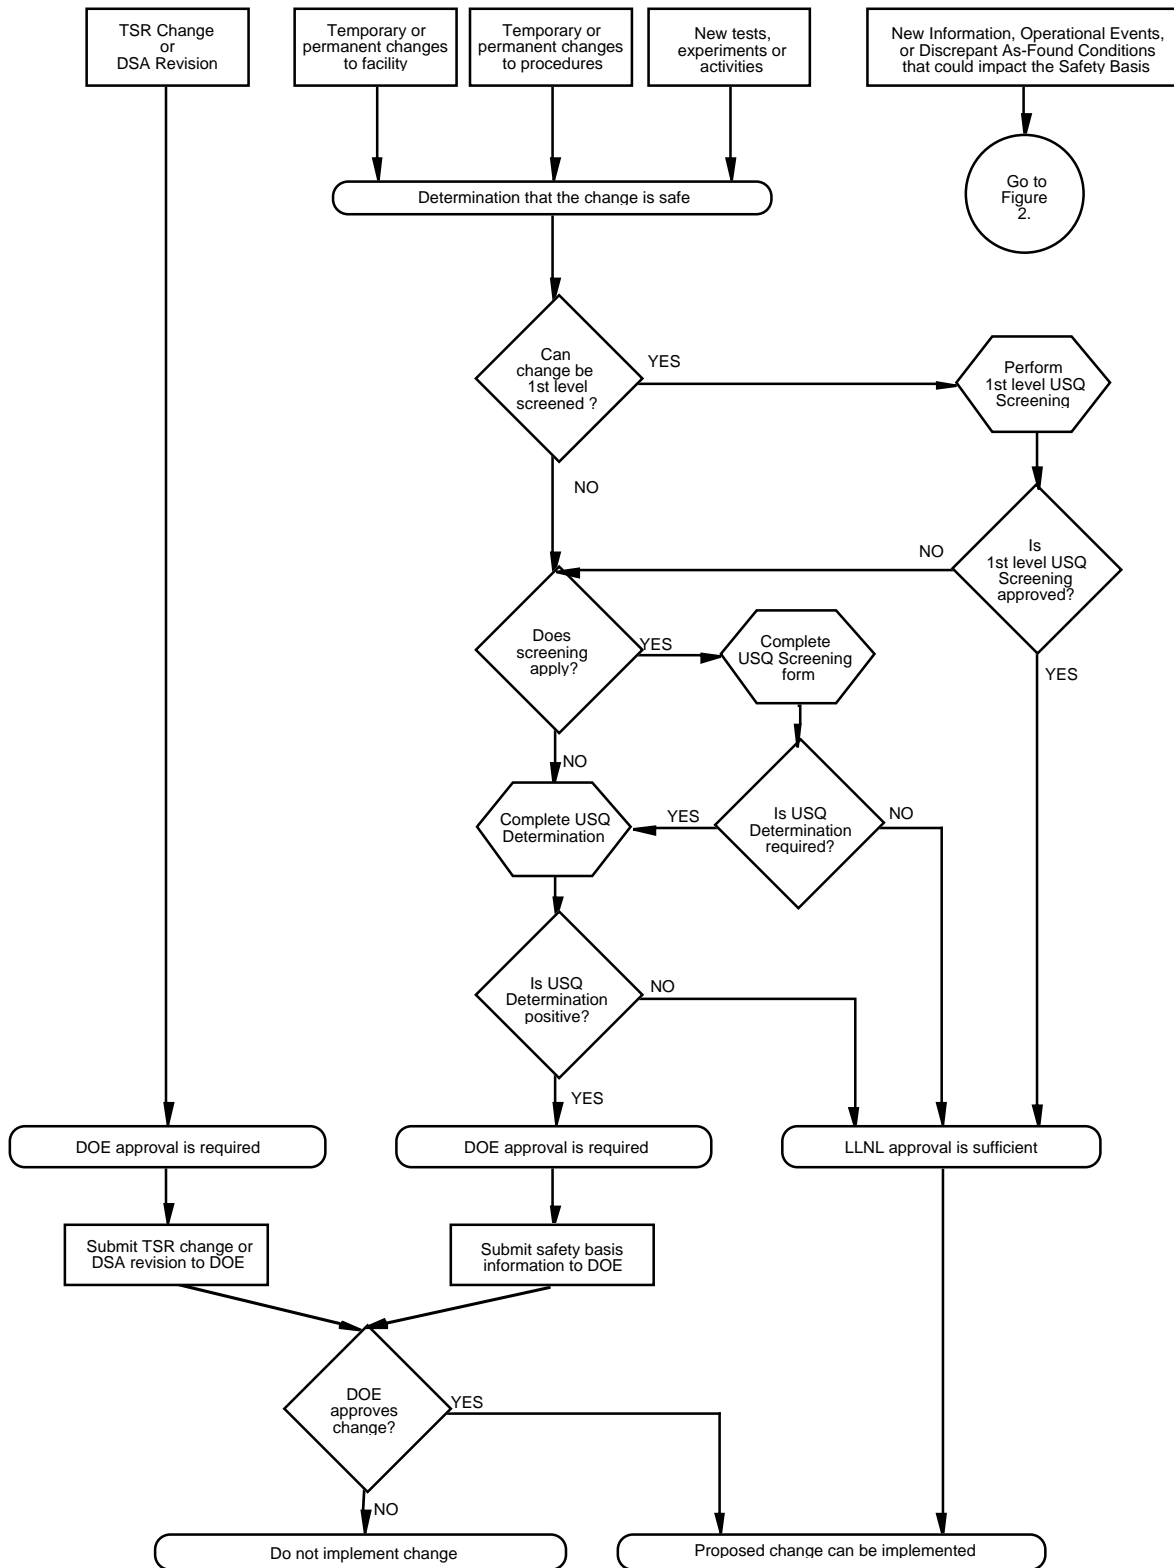 TSR Change
or
DSA Revision
Temporary or
permanent changes
to facility
Temporary or
permanent changes
to procedures
New tests,
experiments or
activities
New Information, Operational Events,
or Discrepant As-Found Conditions
that could impact the Safety Basis
Determination that the change is safe
Go to
Figure
2.
Can
change be
1st level
screened ?
YES
Perform
1st level USQ
Screening
NO
Is
1st level USQ
Screening
approved?
NO
YES
Does
screening
apply?
YES
Complete
USQ Screening
form
NO
Complete USQ
Determination
YES
Is USQ
Determination
required?
NO
Is USQ
Determination
positive?
NO
YES
DOE approval is required
DOE approval is required
LLNL approval is sufficient
Submit TSR change or
DSA revision to DOE
Submit safety basis
information to DOE
DOE
approves
change?
YES
NO
Do not implement change
Proposed change can be implemented